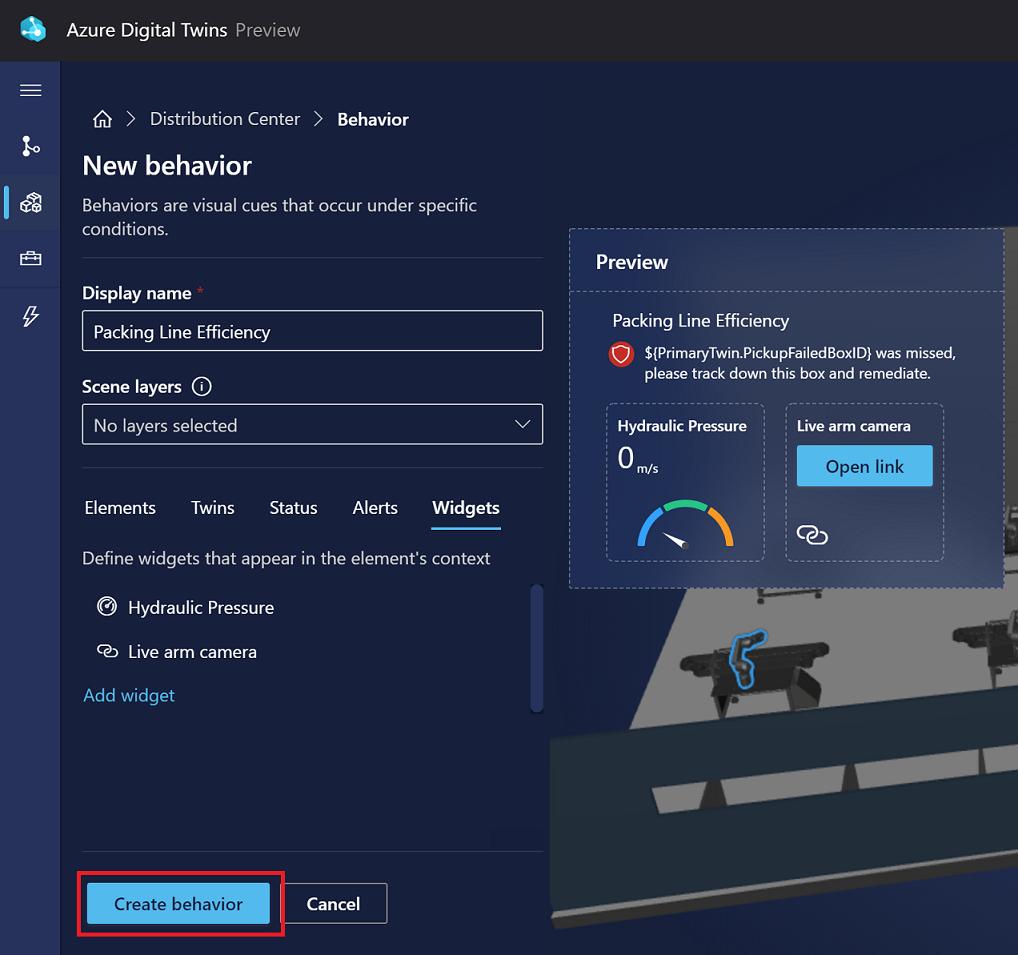 Azure Digital Twins Preview
Distribution Center
Behavior
New behavior
Behaviors are visual cues that occur under specific
conditions.
Display name *
Packing Line Efficiency
Scene layers
No layers selected
Elements
Twins
Status
Alerts
Widgets
Define widgets that appear in the element's context
Hydraulic Pressure
Live arm camera
Add widget
Create behavior
Cancel
Preview
Packing Line Efficiency
${PrimaryTwin.PickupFailedBoxID} was missed,
please track down this box and remediate.
Hydraulic Pressure
0 m/s
Live arm camera
Open link